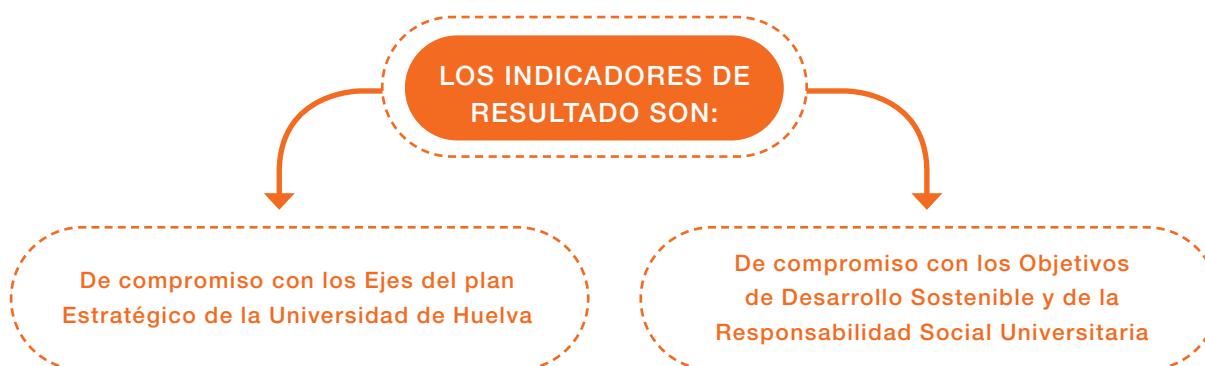 LOS INDICADORES DE
RESULTADO SON:
De compromiso con los Ejes del plan
Estratégico de la Universidad de Huelva
De compromiso con los Objetivos
de Desarrollo Sostenible y de la
Responsabilidad Social Universitaria